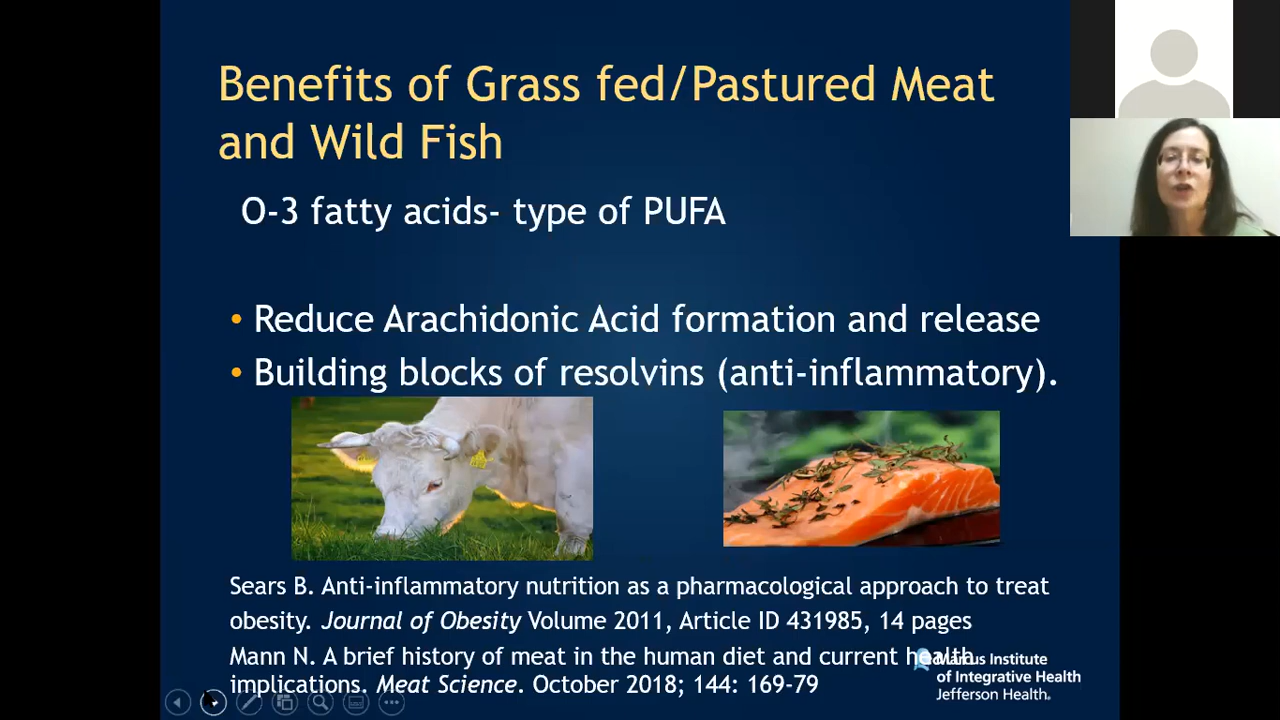 Benefits of Grass fed/Pastured Meat
and Wild Fish
O-3 fatty acids- type of PUFA
• Reduce Arachidonic Acid formation and release
• Building blocks of resolvins (anti-inflammatory).
Sears B. Anti-inflammatory nutrition as a pharmacological approach to treat
obesity. Journal of Obesity Volume 2011, Article ID 431985, 14 pages
Mann N. A brief history of meat in the human diet and current health
implications. Meat Science. October 2018; 144: 169-79
Marcus Institute
of Integrative Health
Jefferson Health.